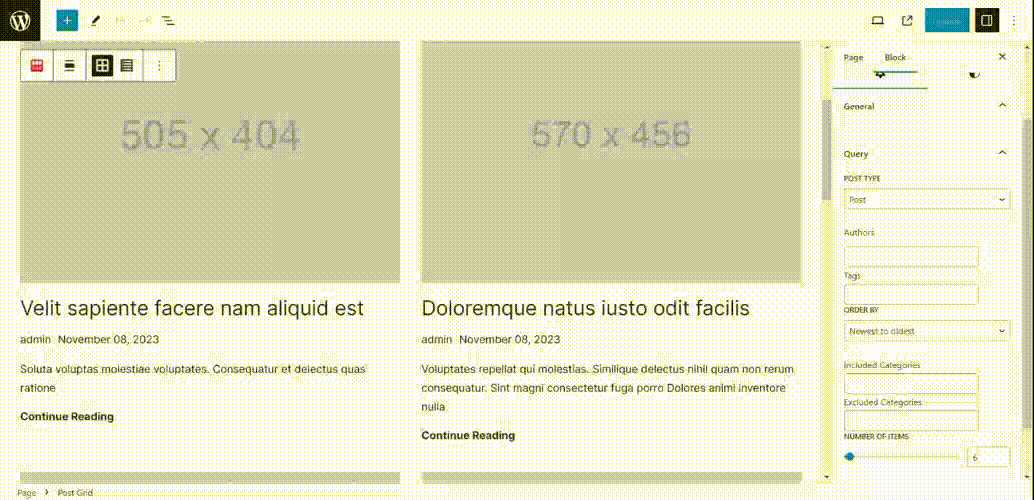 Page Block
505 x 404
570 x 456
General
Query
POST TYPE
Post
Authors
Tags
ORDER BY
Newest to oldest
Included Categories
Excluded Categories
NUMBER OF ITEMS
6
Velit sapiente facere nam aliquid est
admin November 08, 2023
Soluta voluptas molestiae voluptates. Consequatur et delectus quas
ratione
Continue Reading
Doloremque natus iusto odit facilis
admin November 08, 2023
Voluptates repellat qui molestias. Similique delectus nihil quam non rerum
consequatur. Sint magni consectetur fuga porro Dolores animi inventore
nulla
Continue Reading
Page › Post Grid